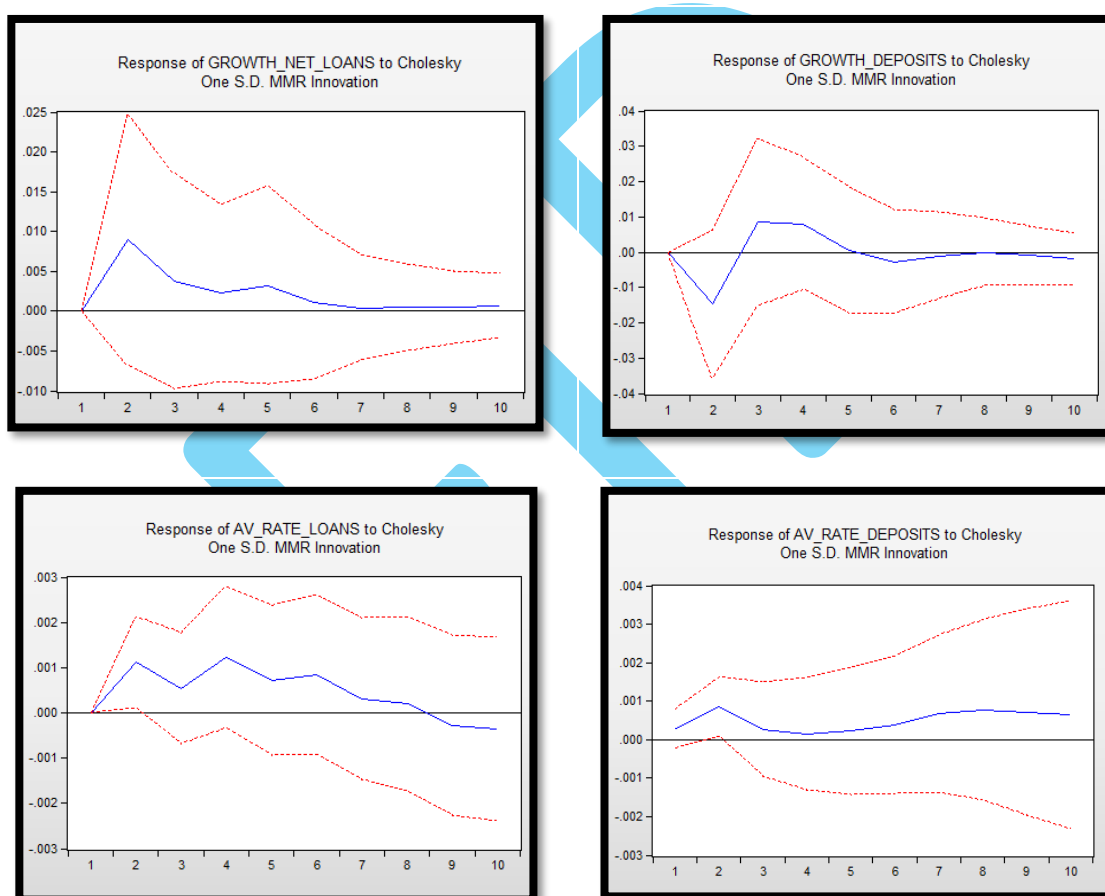 Response of GROWTH_NET_LOANS to Cholesky
One S.D. MMR Innovation
.025
.020
.015
.010
.005
.000
-.005
-.010
1 2 3 4 5 6 7 8 9 10
Response of GROWTH_DEPOSITS to Cholesky
One S.D. MMR Innovation
.04
.03
.02
.01
.00
-.01
-.02
-.03
-.04
1 2 3 4 5 6 7 8 9 10
Response of AV_RATE_LOANS to Cholesky
One S.D. MMR Innovation
.003
.002
.001
.000
-.001
-.002
-.003
1 2 3 4 5 6 7 8 9 10
Response of AV_RATE_DEPOSITS to Cholesky
One S.D. MMR Innovation
.004
.003
.002
.001
.000
-.001
-.002
-.003
1 2 3 4 5 6 7 8 9 10